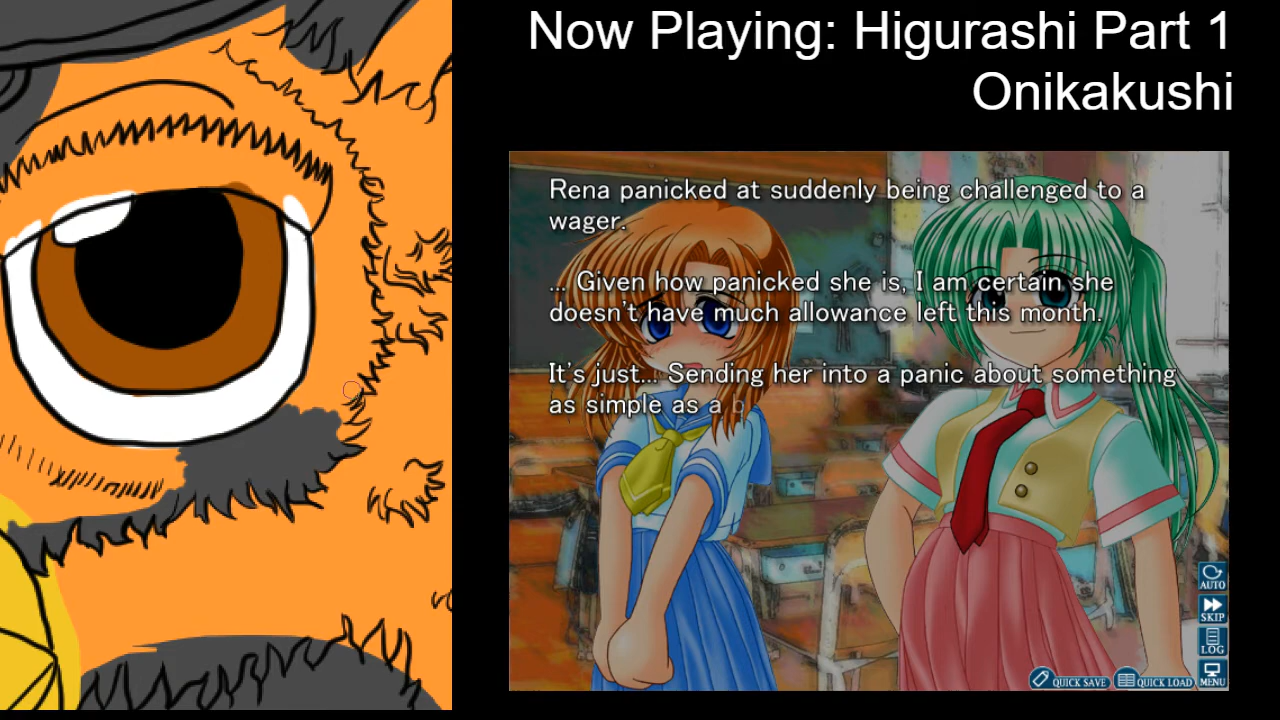 Now Playing: Higurashi Part 1
Onikakushi
Rena panicked at suddenly being challenged to a
wager.
... Given how panicked she is, I am certain she
doesn't have much allowance left this month.
It's just... Sending her into a panic about something
as simple as a b
AUTO
SKIP
LOG
MENU
QUICK SAVE
QUICK LOAD